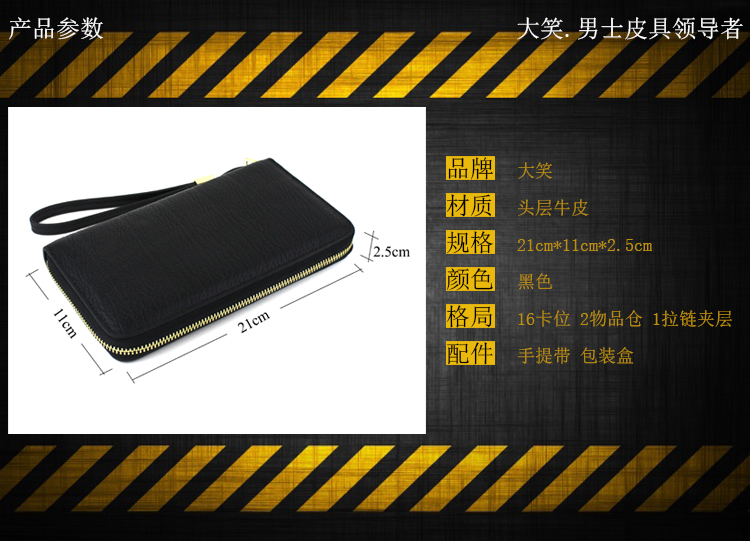 产品参数
大笑.男士皮具领导者
品牌 大笑
材质 头层牛皮
规格 21cm*11cm*2.5cm
颜色 黑色
格局 16卡位 2物品仓 1拉链夹层
配件 手提带 包装盒
2.5cm
11cm
21cm